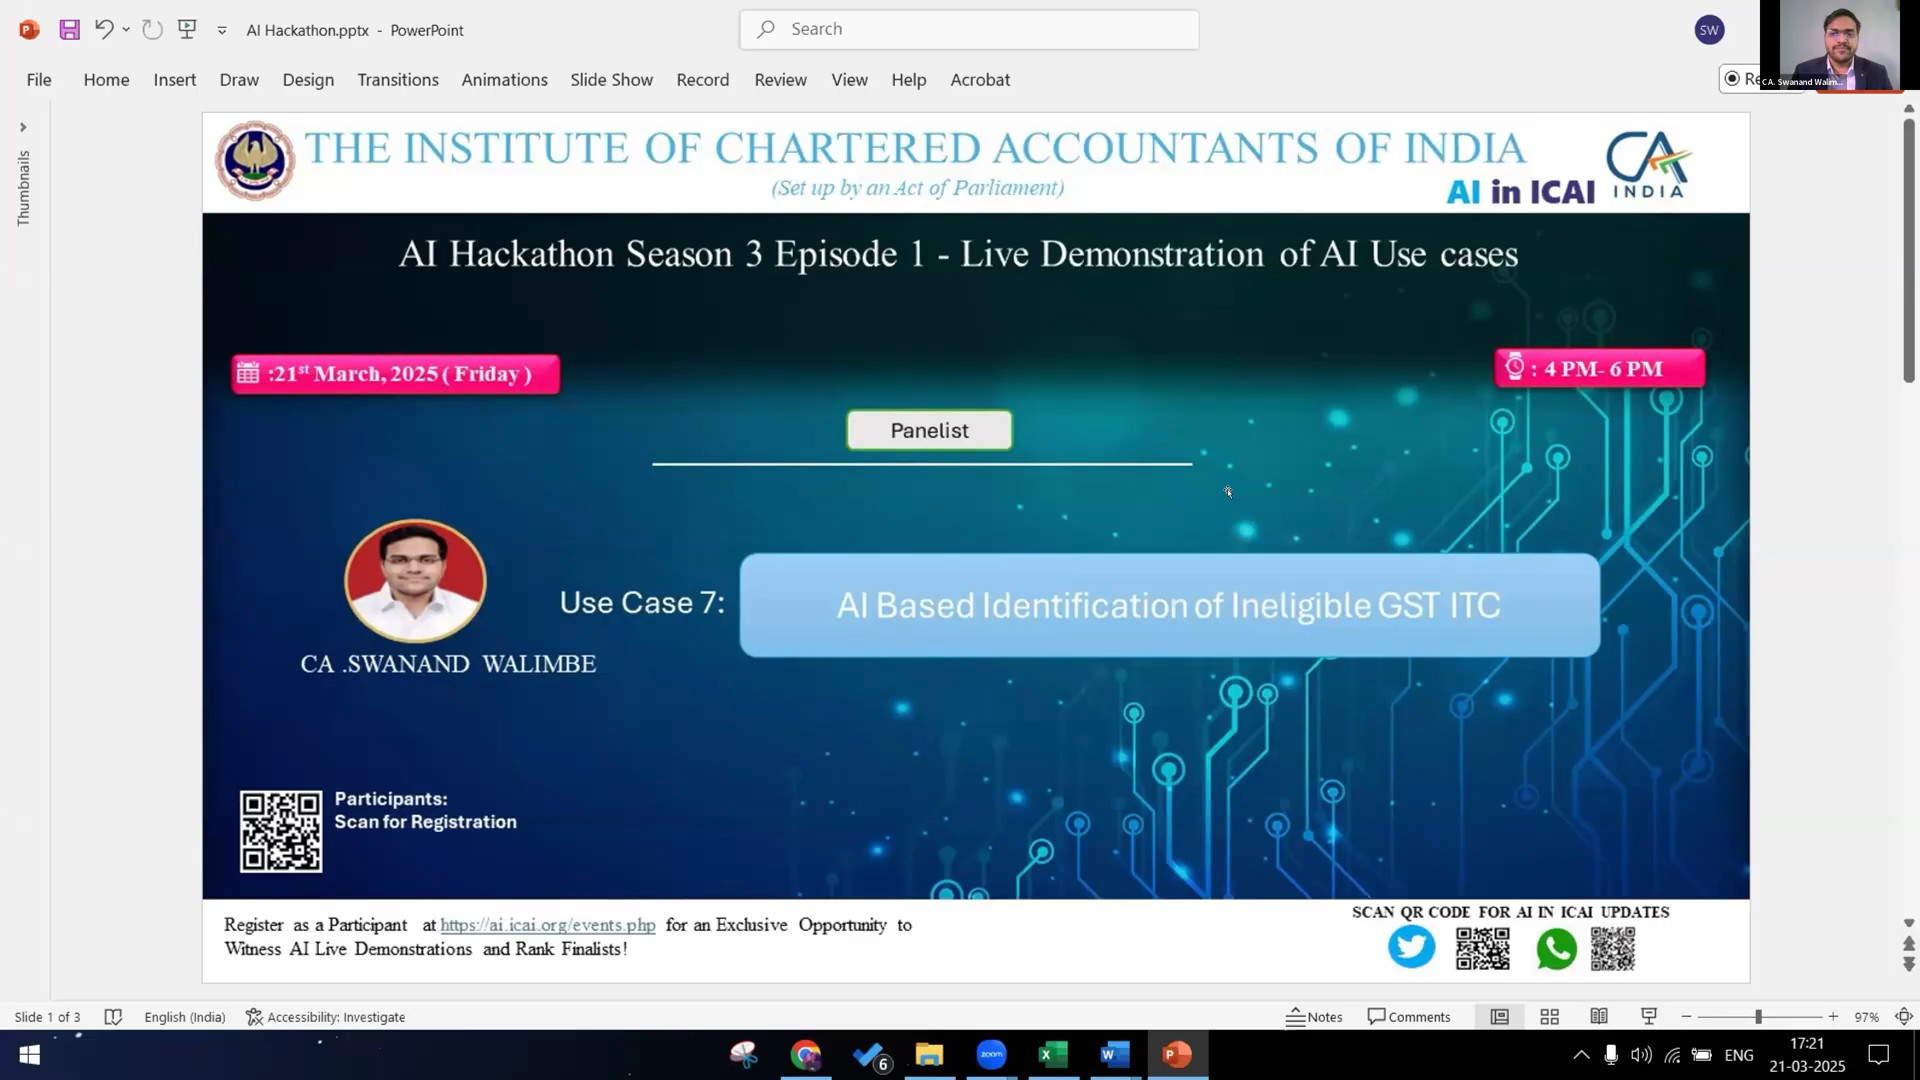 AI Hackathon.pptx - PowerPoint
Search
SW
File Home Insert Draw Design Transitions Animations Slide Show Record Review View Help Acrobat
CA. Swanand Walim...
Thumbnails
THE INSTITUTE OF CHARTERED ACCOUNTANTS OF INDIA
(Set up by an Act of Parliament)
AI in ICAI
CA
INDIA
AI Hackathon Season 3 Episode 1 - Live Demonstration of AI Use cases
:21st March, 2025 ( Friday )
: 4 PM- 6 PM
Panelist
Use Case 7:
AI Based Identification of Ineligible GST ITC
CA .SWANAND WALIMBE
Participants:
Scan for Registration
Register as a Participant at https://ai.icai.org/events.php for an Exclusive Opportunity to
Witness AI Live Demonstrations and Rank Finalists!
SCAN QR CODE FOR AI IN ICAI UPDATES
Slide 1 of 3
English (India)
Accessibility: Investigate
Notes
Comments
97%
6
zoom
ENG
17:21
21-03-2025